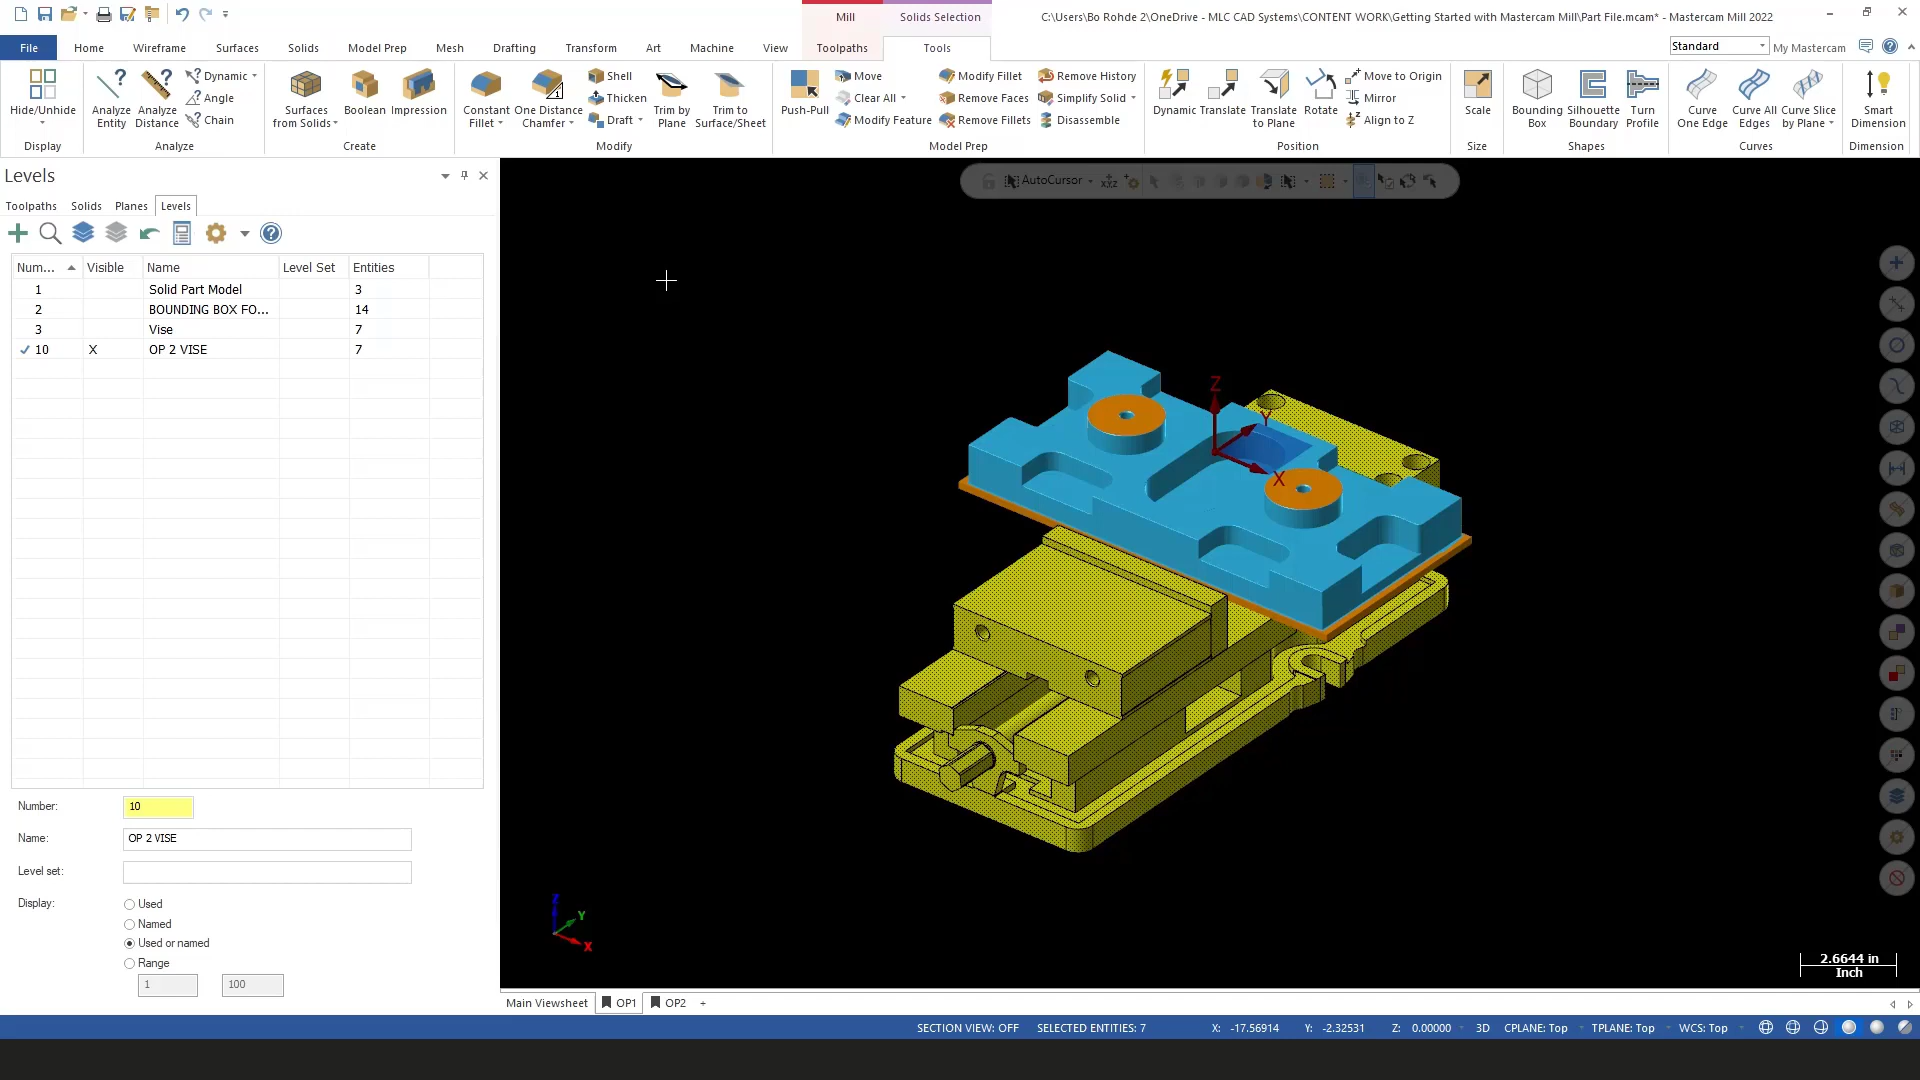 C:\Users\Bo Rohde 2\OneDrive - MLC CAD Systems\CONTENT WORK\Getting Started with Mastercam Mill\Part File.mcam* - Mastercam Mill 2022
Mill
Solids Selection
File Home Wireframe Surfaces Solids Model Prep Mesh Drafting Transform Art Machine View Toolpaths Tools
Standard My Mastercam
Hide/Unhide
Display
Analyze Entity
Analyze Distance
Dynamic
Angle
Chain
Analyze
Surfaces from Solids
Boolean
Impression
Create
Constant Fillet
One Distance Chamfer
Shell
Thicken
Draft
Trim by Plane
Trim to Surface/Sheet
Modify
Push-Pull
Move
Clear All
Modify Feature
Modify Fillet
Remove Faces
Remove Fillets
Remove History
Simplify Solid
Disassemble
Model Prep
Dynamic
Translate
Translate to Plane
Rotate
Move to Origin
Mirror
Align to Z
Position
Scale
Size
Bounding Box
Silhouette Boundary
Turn Profile
Shapes
Curve One Edge
Curve All Edges
Curve Slice by Plane
Curves
Smart Dimension
Dimension
Levels
Toolpaths Solids Planes Levels
Num... Visible Name Level Set Entities
1 Solid Part Model 3
2 BOUNDING BOX FO... 14
3 Vise 7
10 X OP 2 VISE 7
Number: 10
Name: OP 2 VISE
Level set:
Display: Used
Named
Used or named
Range
1 100
AutoCursor
Z
Y
X
Z
Y
X
2.6644 in
Inch
Main Viewsheet OP1 OP2 +
SECTION VIEW: OFF SELECTED ENTITIES: 7 X: -17.56914 Y: -2.32531 Z: 0.00000 3D CPLANE: Top TPLANE: Top WCS: Top